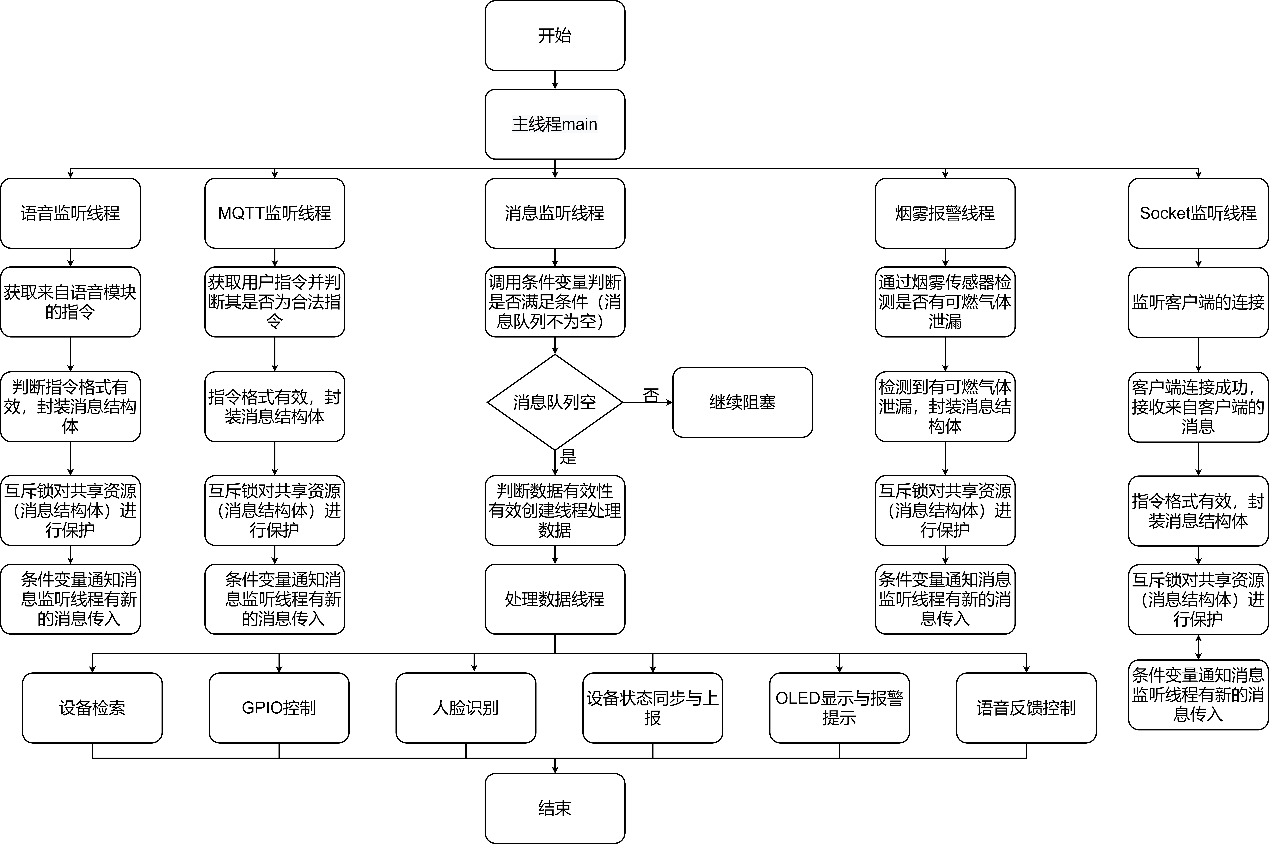 开始
主线程main
语音监听线程
MQTT监听线程
消息监听线程
烟雾报警线程
Socket监听线程
获取来自语音模块
的指令
获取用户指令并判
断其是否为合法指
令
调用条件变量判断
是否满足条件（消
息队列不为空）
通过烟雾传感器检
测是否有可燃气体
泄漏
监听客户端的连接
判断指令格式有
效，封装消息结构
体
指令格式有效，封
装消息结构体
消息队列空
否
继续阻塞
是
检测到有可燃气体
泄漏，封装消息结
构体
客户端连接成功，
接收来自客户端的
消息
互斥锁对共享资源
（消息结构体）进
行保护
互斥锁对共享资源
（消息结构体）进
行保护
判断数据有效性
有效创建线程处理
数据
互斥锁对共享资源
（消息结构体）进
行保护
指令格式有效，封
装消息结构体
条件变量通知消
息监听线程有新
的消息传入
条件变量通知消
息监听线程有新
的消息传入
处理数据线程
条件变量通知消息
监听线程有新的消
息传入
互斥锁对共享资源
（消息结构体）进
行保护
条件变量通知消息
监听线程有新的消
息传入
设备检索
GPIO控制
人脸识别
设备状态同步与上
报
OLED显示与报警
提示
语音反馈控制
结束